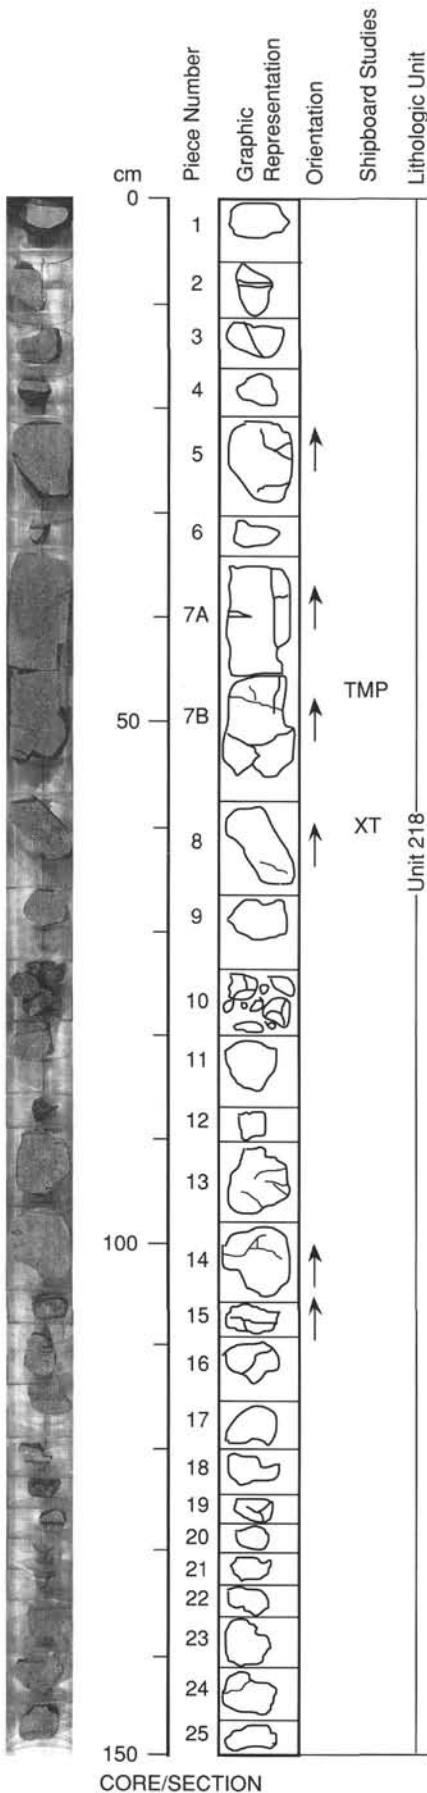 cm
Piece Number
Graphic
Representation
Orientation
Shipboard Studies
Lithologic Unit
0
1
2
3
4
5
6
7A
TMP
50
7B
8
XT
Unit 218
9
10
11
12
13
100
14
15
16
17
18
19
20
21
22
23
24
25
150
CORE/SECTION